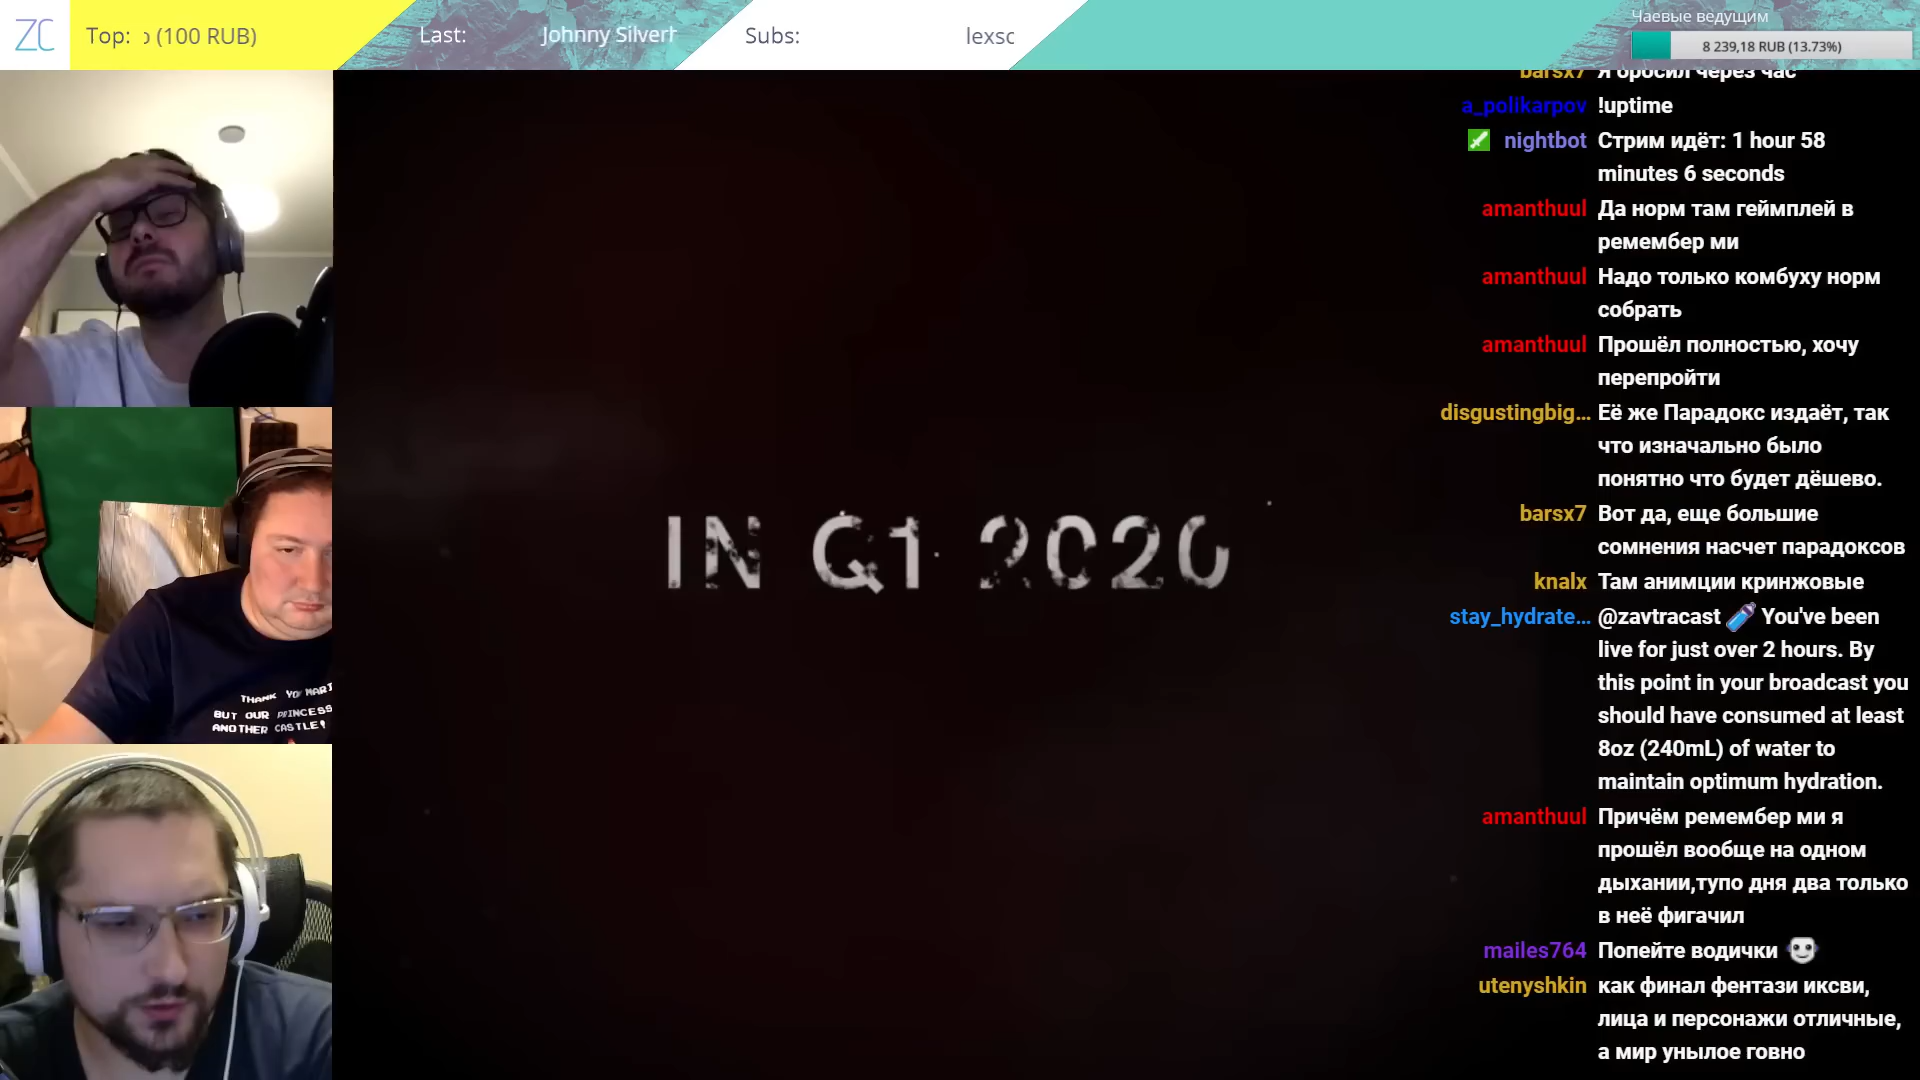 ZC
Top: (100 RUB)
Last: Johnny Silver
Subs: lexsc
Чаевые ведущим
8 239,18 RUB (13.73%)
barsx7 Я бросил через час
a_polikarpov !uptime
nightbot Стрим идёт: 1 hour 58
minutes 6 seconds
amanthuul Да норм там геймплей в
ремембер ми
amanthuul Надо только комбуху норм
собрать
amanthuul Прошёл полностью, хочу
перепройти
disgustingbig... Её же Парадокс издаёт, так
что изначально было
понятно что будет дёшево.
barsx7 Вот да, еще большие
сомнения насчет парадоксов
knalx Там анимции кринжовые
stay_hydrate... @zavtracast You've been
live for just over 2 hours. By
this point in your broadcast you
should have consumed at least
8oz (240mL) of water to
maintain optimum hydration.
amanthuul Причём ремембер ми я
прошёл вообще на одном
дыхании,тупо дня два только
в неё фигачил
mailes764 Попейте водички
utenyshkin как финал фентази иксви,
лица и персонажи отличные,
а мир унылое говно
IN Q1 2020
THANK YO MARI
BUT OUR PRINCESS
ANOTHER CASTLE!